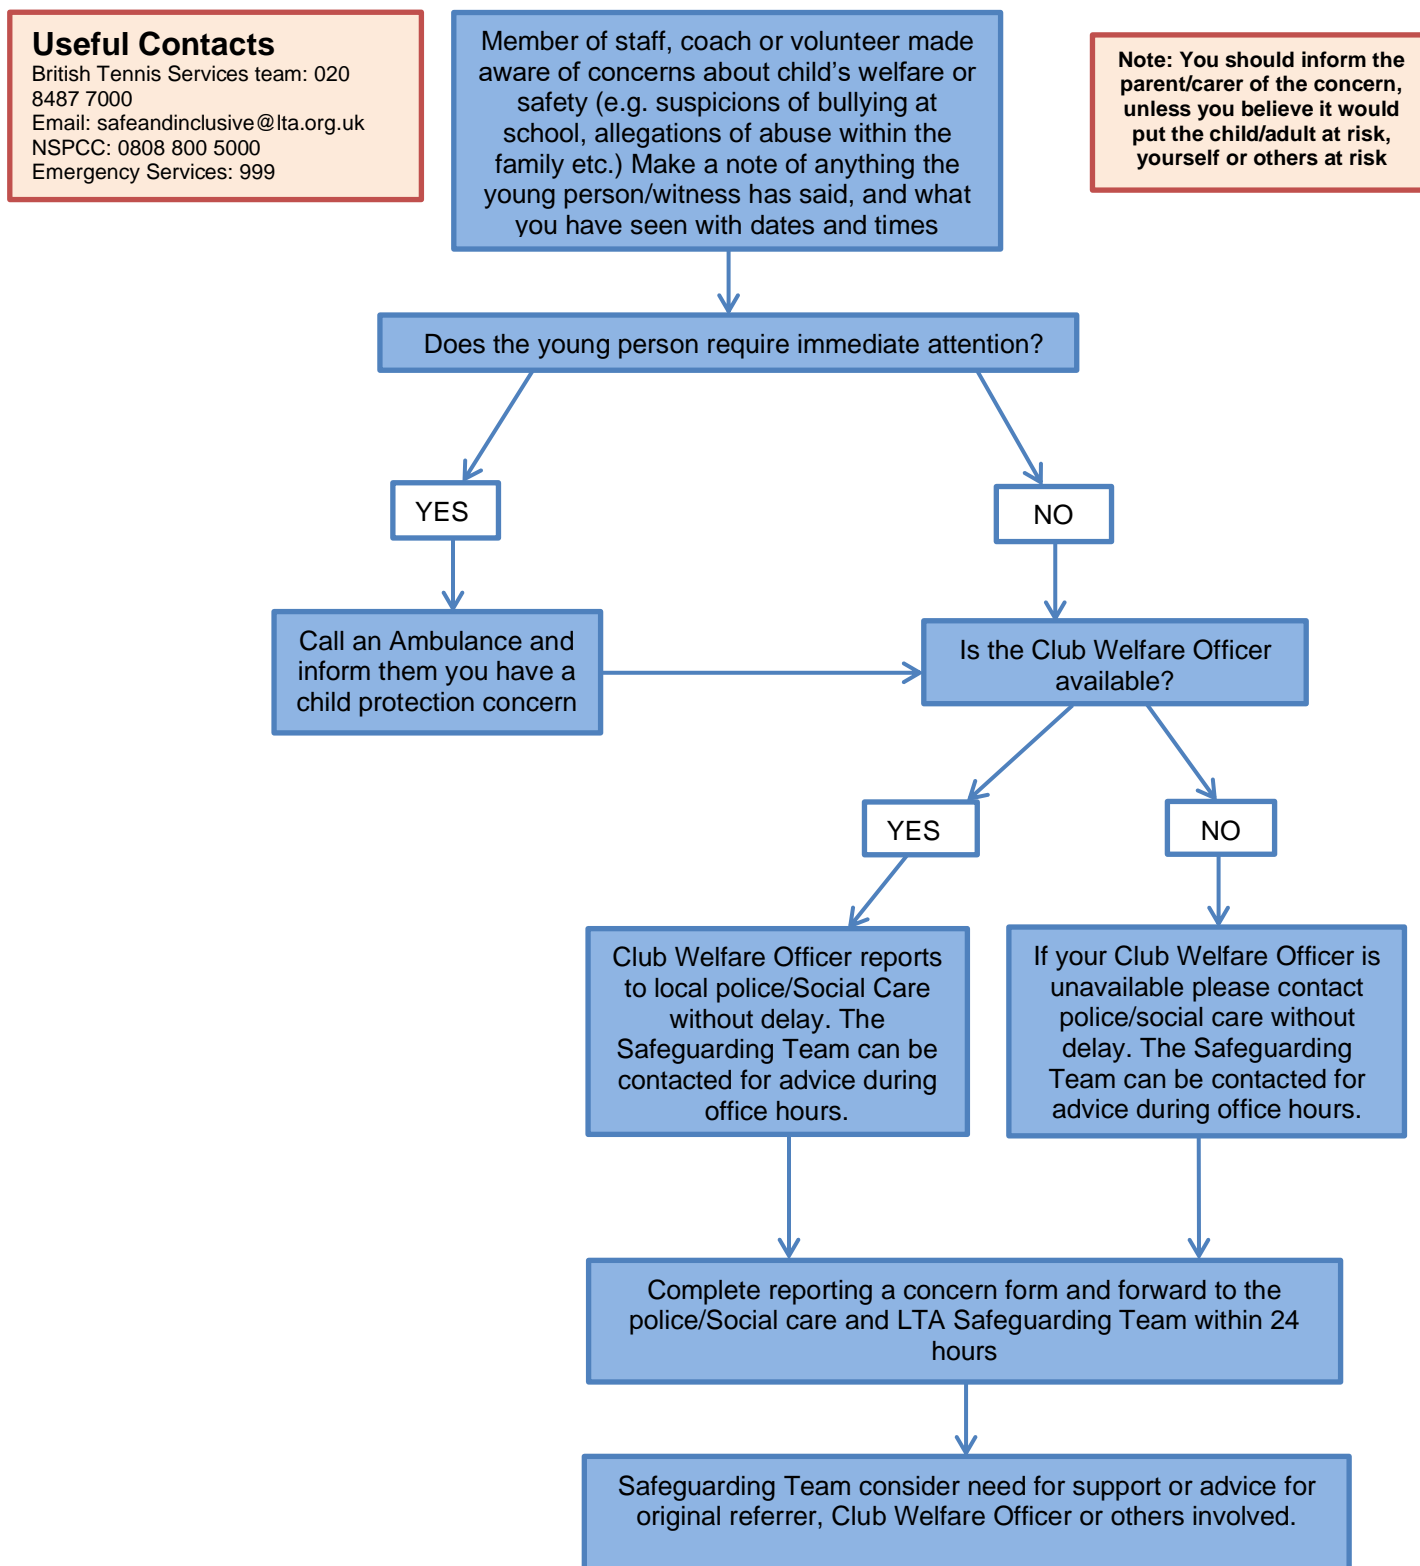 Useful Contacts
British Tennis Services team: 020
8487 7000
Email: safeandinclusive@lta.org.uk
NSPCC: 0808 800 5000
Emergency Services: 999
Member of staff, coach or volunteer made
aware of concerns about child's welfare or
safety (e.g. suspicions of bullying at
school, allegations of abuse within the
family etc.) Make a note of anything the
young person/witness has said, and what
you have seen with dates and times
Note: You should inform the
parent/carer of the concern,
unless you believe it would
put the child/adult at risk,
yourself or others at risk
Does the young person require immediate attention?
YES
NO
Call an Ambulance and
inform them you have a
child protection concern
Is the Club Welfare Officer
available?
YES
NO
Club Welfare Officer reports
to local police/Social Care
without delay. The
Safeguarding Team can be
contacted for advice during
office hours.
If your Club Welfare Officer is
unavailable please contact
police/social care without
delay. The Safeguarding
Team can be contacted for
advice during office hours.
Complete reporting a concern form and forward to the
police/Social care and LTA Safeguarding Team within 24
hours
Safeguarding Team consider need for support or advice for
original referrer, Club Welfare Officer or others involved.